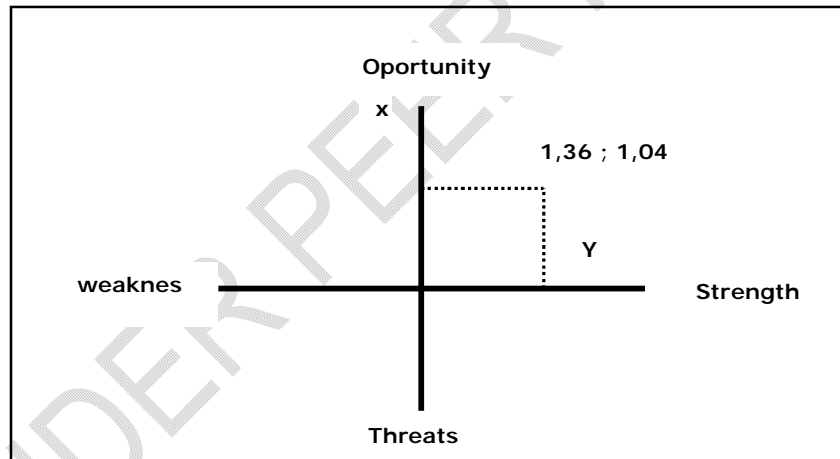 Oportunity
x
1,36 ; 1,04
Y
weaknes
Strength
Threats